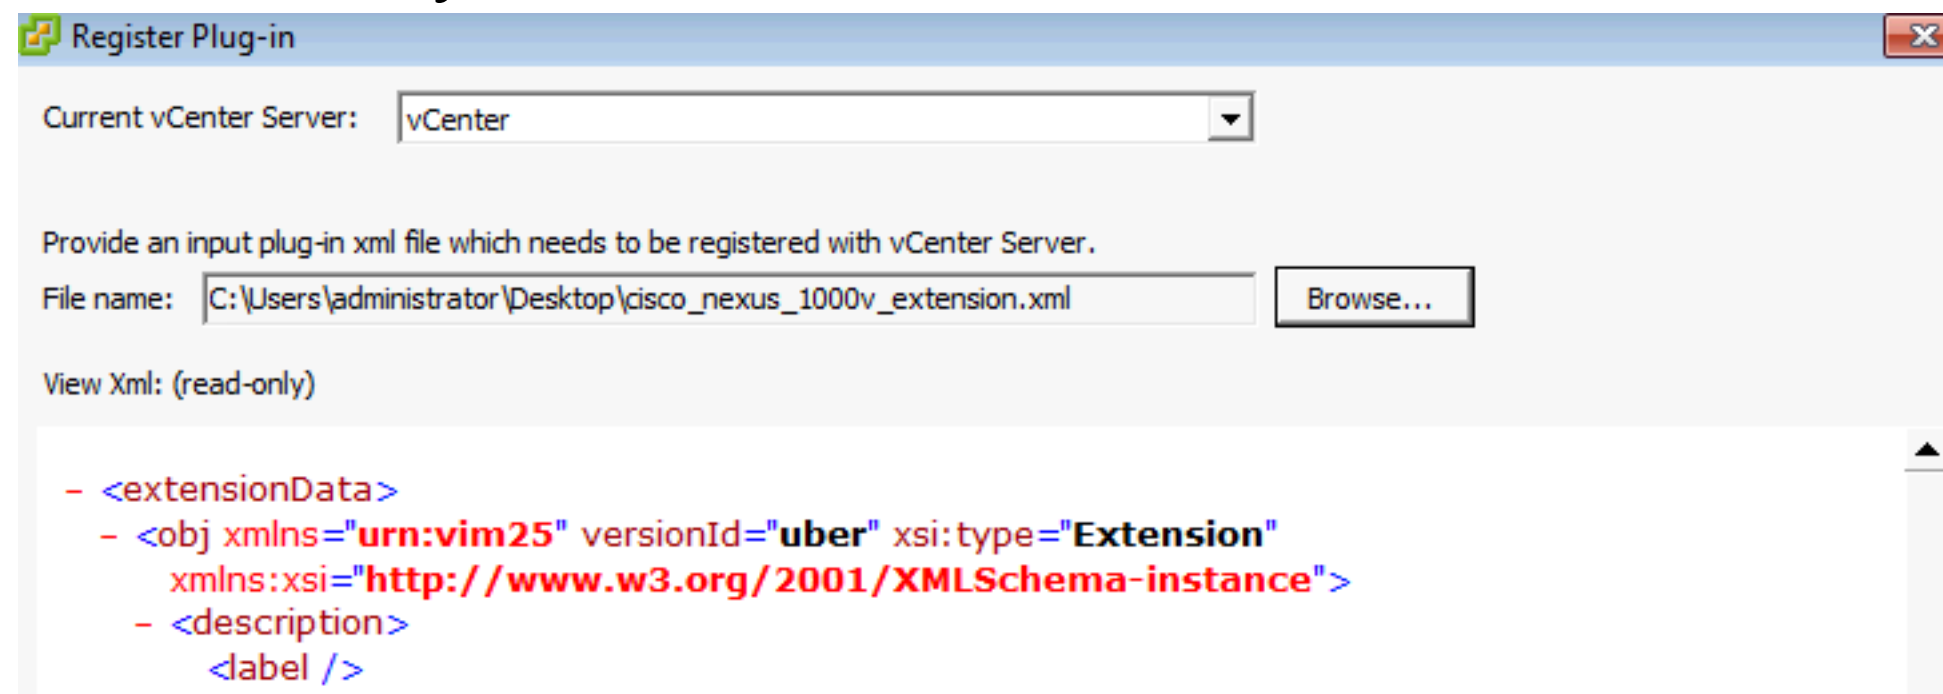 Register Plug-in
Current vCenter Server: vCenter
Provide an input plug-in xml file which needs to be registered with vCenter Server.
File name: C:\Users\administrator\Desktop\cisco_nexus_1000v_extension.xml Browse...
View Xml: (read-only)
- <extensionData>
- <obj xmlns="urn:vim25" versionId="uber" xsi:type="Extension"
xmlns:xsi="http://www.w3.org/2001/XMLSchema-instance">
- <description>
<label />